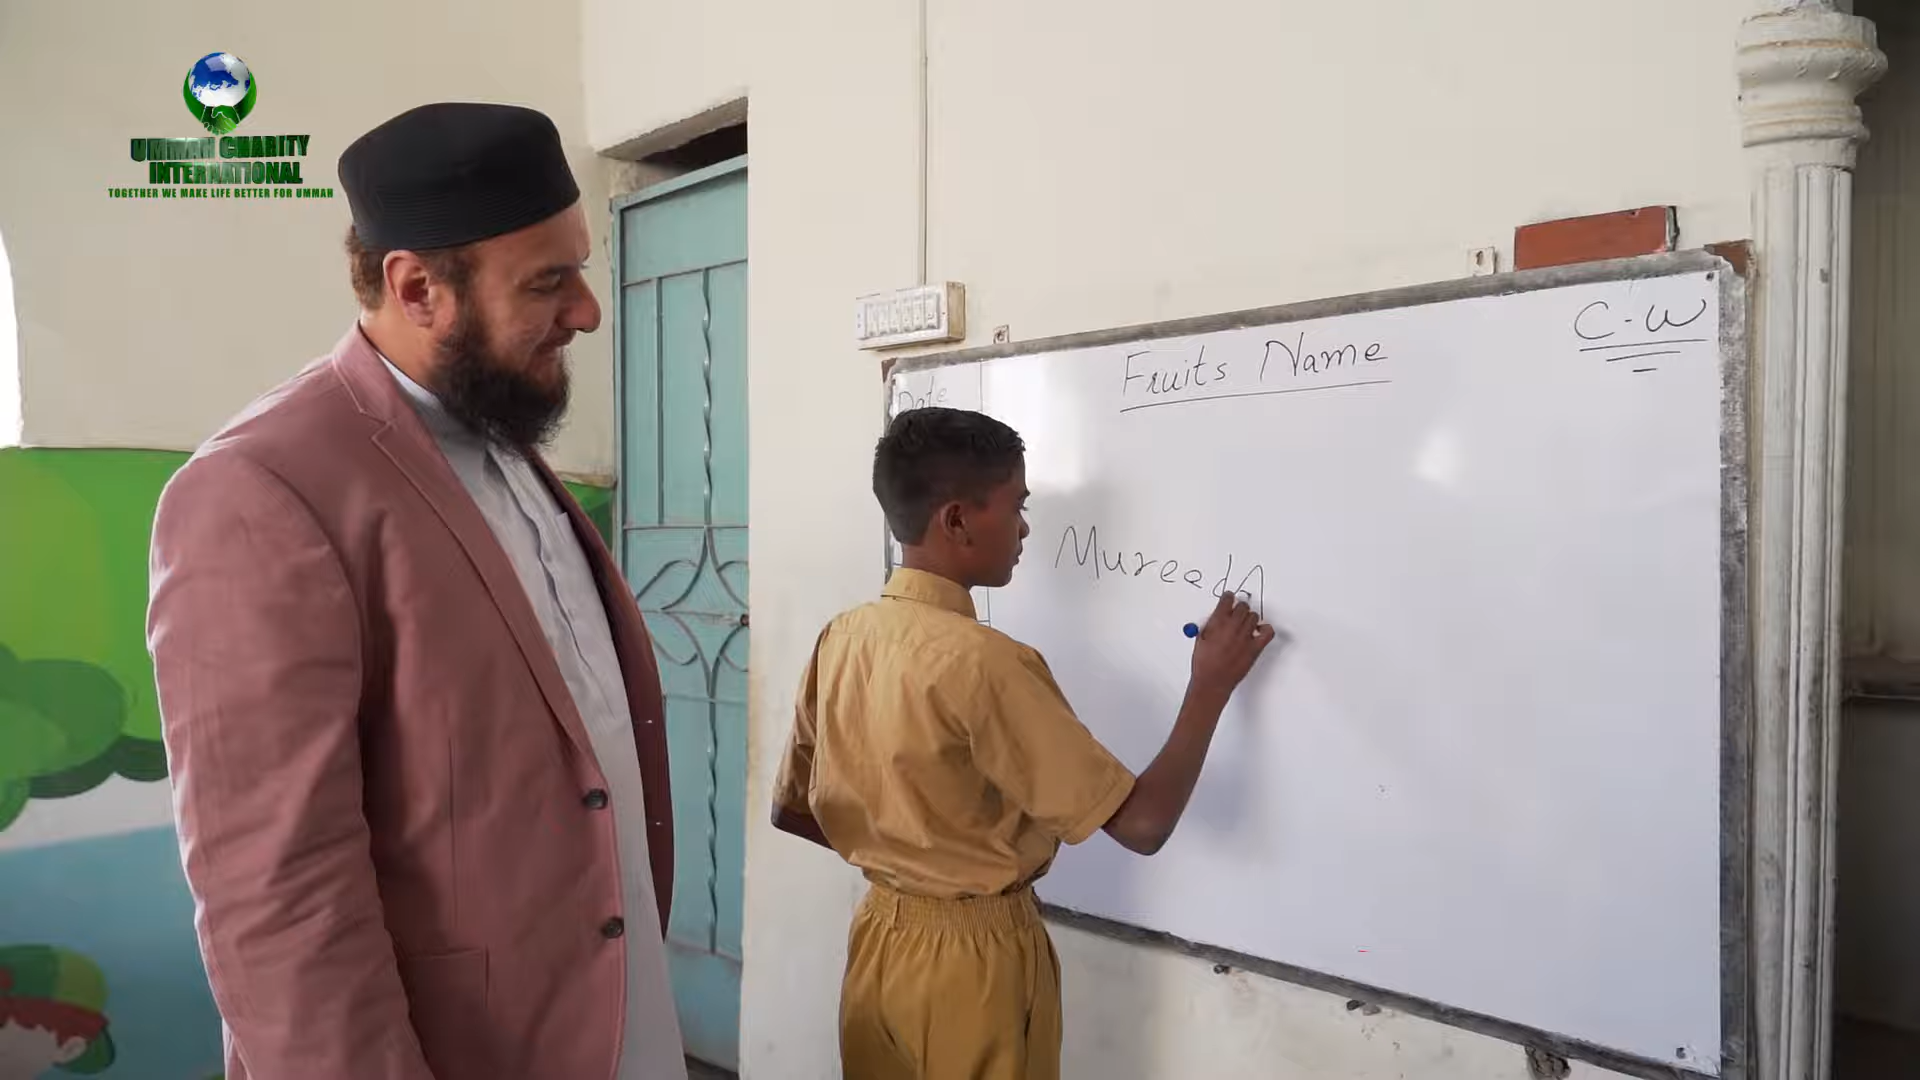 UMMAH CHARITY
INTERNATIONAL
TOGETHER WE MAKE LIFE BETTER FOR UMMAH
C-W
Fruits Name
Date
Mureed A